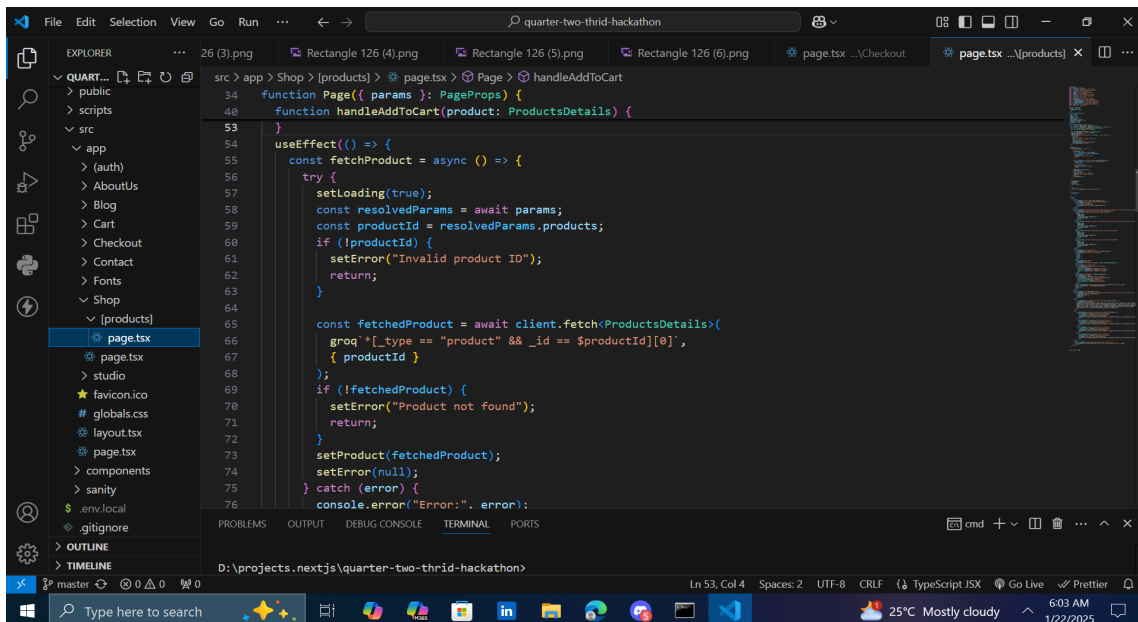 File Edit Selection View Go Run ··· ← → quarter-two-thrid-hackathon
EXPLORER ···
26 (3).png Rectangle 126 (4).png Rectangle 126 (5).png Rectangle 126 (6).png page.tsx ...\Checkout page.tsx ...\[products] ···
QUART...
> public
> scripts
src
app
> (auth)
> AboutUs
> Blog
> Cart
> Checkout
> Contact
> Fonts
Shop
[products]
page.tsx
page.tsx
> studio
favicon.ico
# globals.css
layout.tsx
page.tsx
> components
> sanity
$ .env.local
.gitignore
> OUTLINE
> TIMELINE
src > app > Shop > [products] > page.tsx > Page > handleAddToCart
34 function Page({ params }: PageProps) {
40 function handleAddToCart(product: ProductsDetails) {
53 }
54 useEffect(() => {
55 const fetchProduct = async () => {
56 try {
57 setLoading(true);
58 const resolvedParams = await params;
59 const productId = resolvedParams.products;
60 if (!productId) {
61 setError("Invalid product ID");
62 return;
63 }
64
65 const fetchedProduct = await client.fetch<ProductsDetails>(
66 groq`*[_type == "product" && _id == $productId][0]`,
67 { productId }
68 );
69 if (!fetchedProduct) {
70 setError("Product not found");
71 return;
72 }
73 setProduct(fetchedProduct);
74 setError(null);
75 } catch (error) {
76 console.error("Error:", error);
PROBLEMS OUTPUT DEBUG CONSOLE TERMINAL PORTS cmd ···
D:\projects.nextjs\quarter-two-thrid-hackathon>
master 0 0 0 Ln 53, Col 4 Spaces: 2 UTF-8 CRLF TypeScript JSX Go Live Prettier
Type here to search M365 in 25°C Mostly cloudy 6:03 AM
1/22/2025